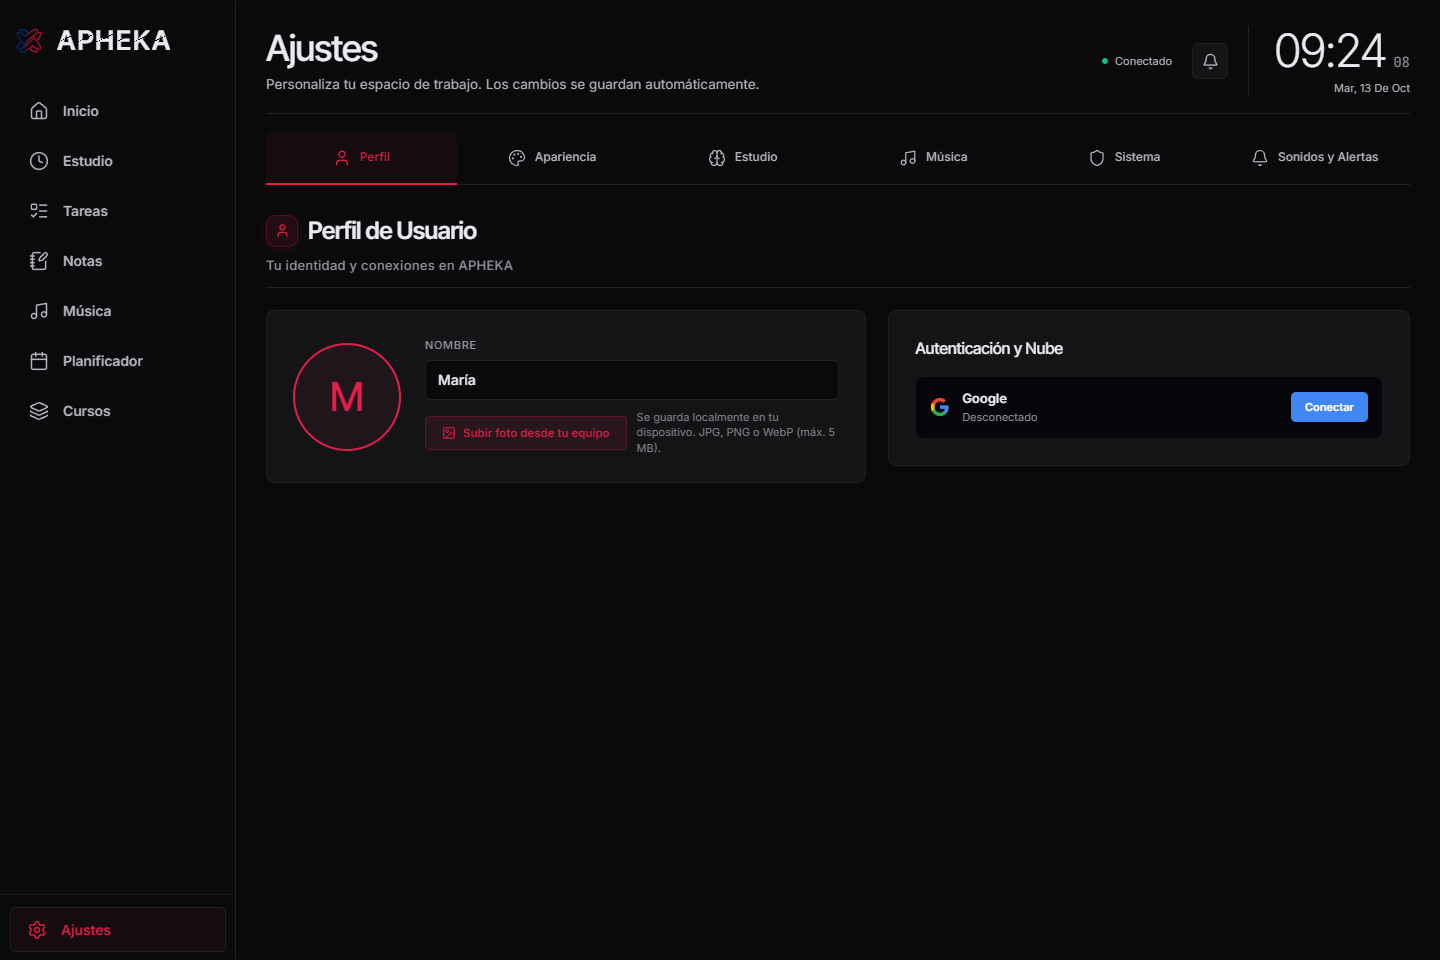 APHEKA
Inicio
Estudio
Tareas
Notas
Música
Planificador
Cursos
Ajustes
Ajustes
Personaliza tu espacio de trabajo. Los cambios se guardan automáticamente.
Conectado
09:24 08
Mar, 13 De Oct
Perfil
Apariencia
Estudio
Música
Sistema
Sonidos y Alertas
Perfil de Usuario
Tu identidad y conexiones en APHEKA
M
NOMBRE
María
Subir foto desde tu equipo
Se guarda localmente en tu
dispositivo. JPG, PNG o WebP (máx. 5
MB).
Autenticación y Nube
Google
Desconectado
Conectar